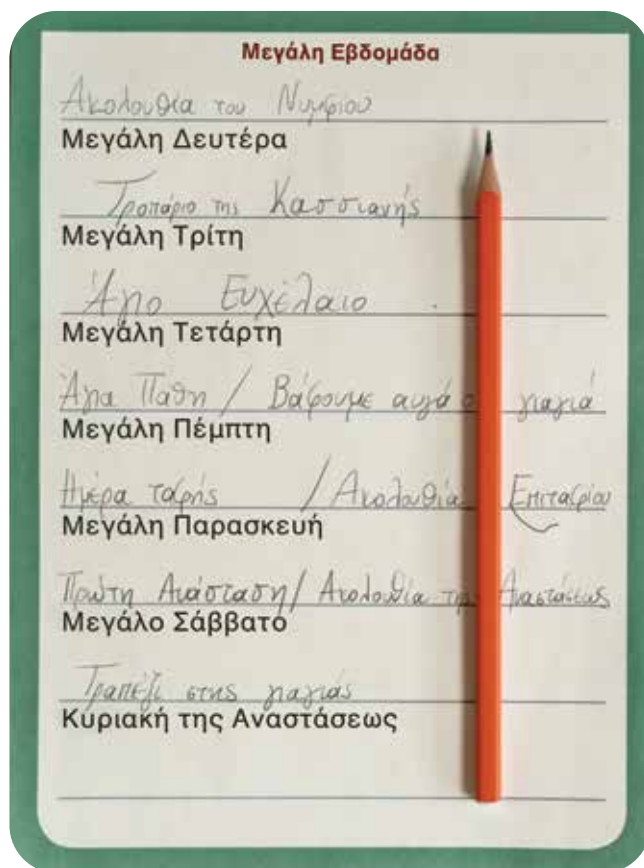 Μεγάλη Εβδομάδα
Ακολουθία του Νυμφίου
Μεγάλη Δευτέρα
Τροπάριο της Κασσιανής
Μεγάλη Τρίτη
Άγιο Ευχέλαιο
Μεγάλη Τετάρτη
Άγια Πάθη / Βάφουμε αυγά γιαγιά
Μεγάλη Πέμπτη
Ημέρα ταφής / Ακολουθία Επιταφίου
Μεγάλη Παρασκευή
Πρώτη Ανάσταση / Ακολουθία της Αναστάσεως
Μεγάλο Σάββατο
Τραπέζι στης γιαγιάς
Κυριακή της Αναστάσεως